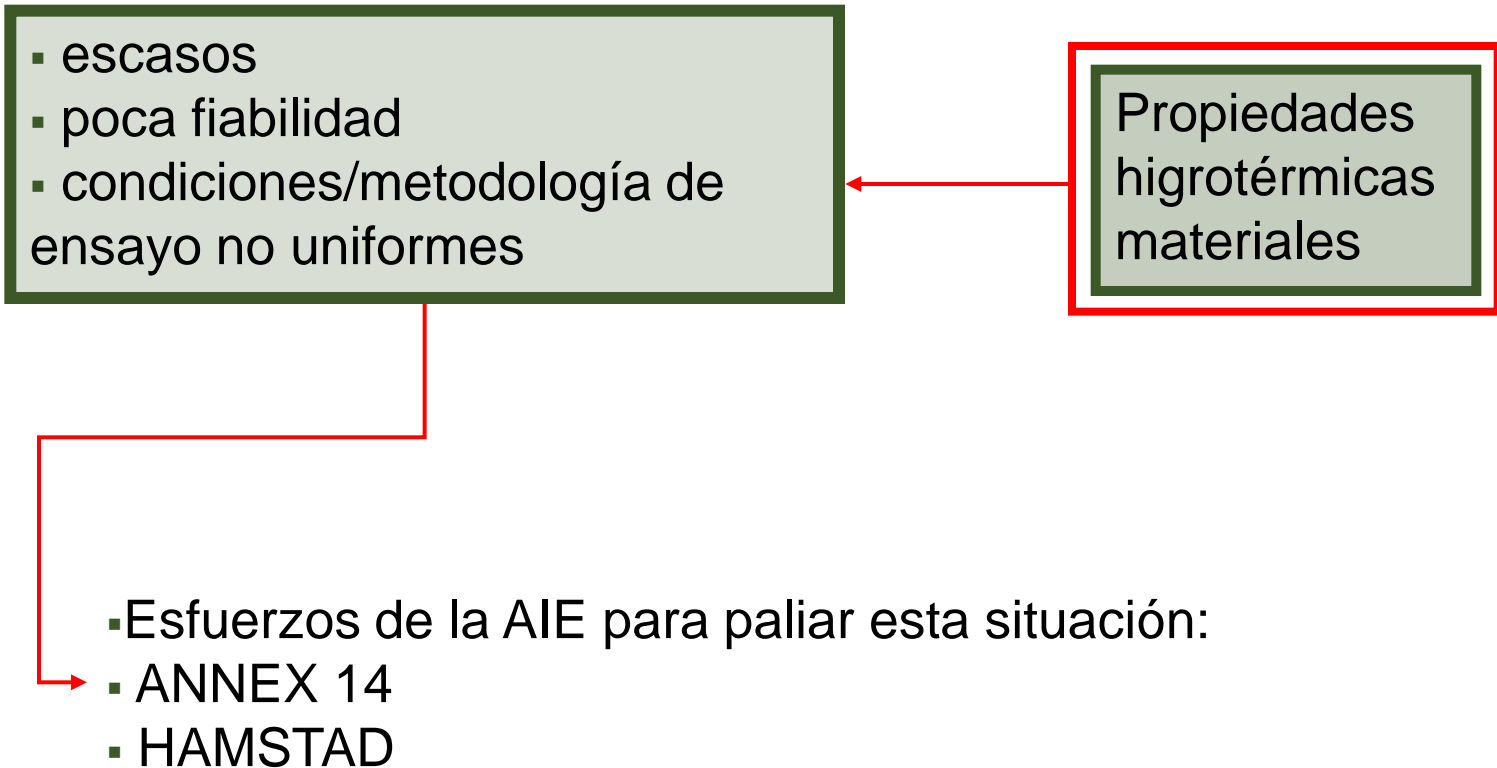 ▪ escasos
▪ poca fiabilidad
▪ condiciones/metodología de
ensayo no uniformes
Propiedades
higrotérmicas
materiales
▪Esfuerzos de la AIE para paliar esta situación:
▪ ANNEX 14
▪ HAMSTAD